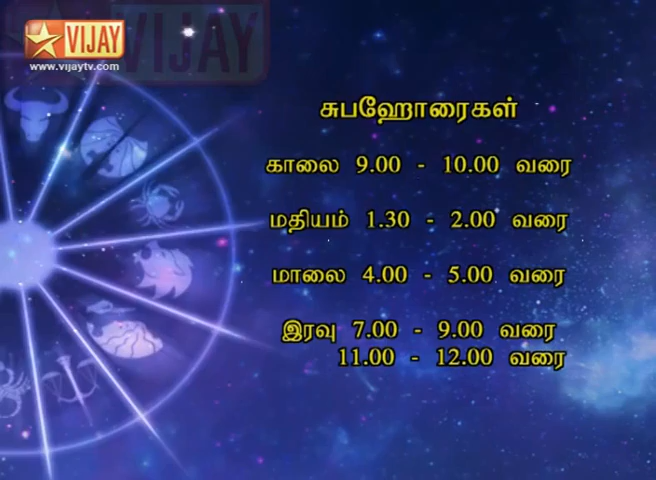 VIJAY
VIJAY
www.vijaytv.com
சுபஹோரைகள்
காலை 9.00 - 10.00 வரை
மதியம் 1.30 - 2.00 வரை
மாலை 4.00 - 5.00 வரை
இரவு 7.00 - 9.00 வரை
11.00 - 12.00 வரை